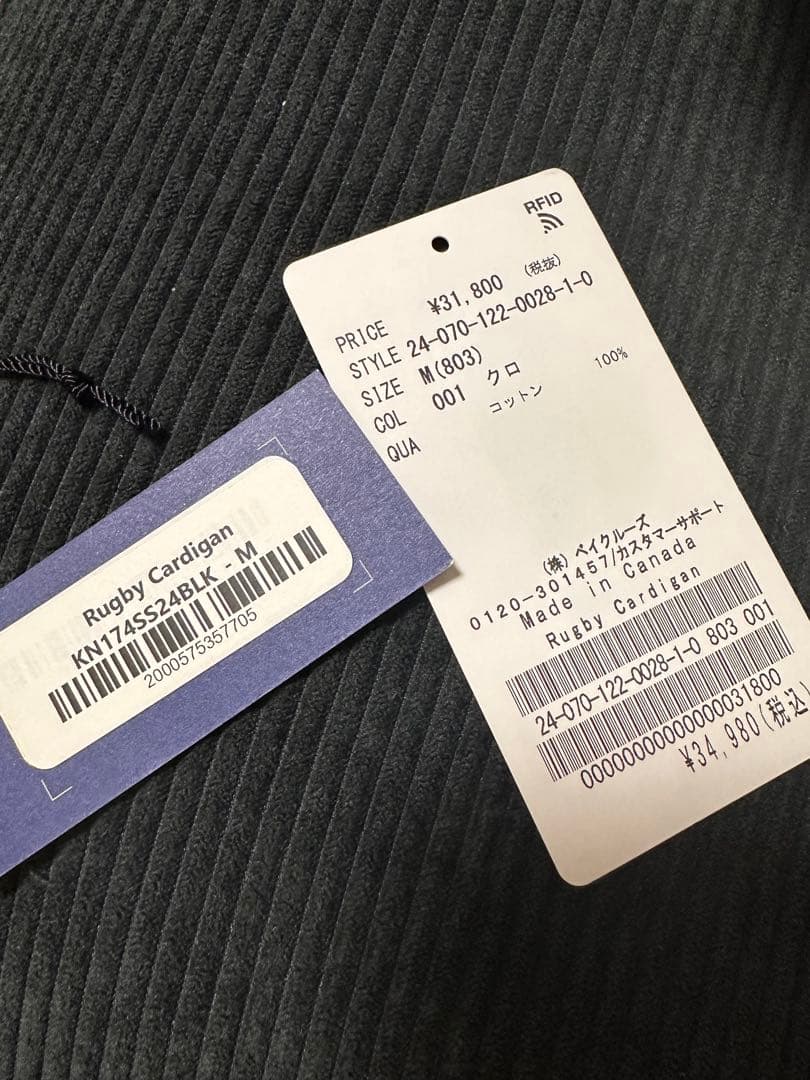 RFID
PRICE ¥31,800 (税抜)
STYLE 24-070-122-0028-1-0
SIZE M(803)
COL 001 クロ
QUA コットン 100%
(株) ベイクルーズ
0120-301457/カスタマーサポート
Made in Canada
Rugby Cardigan
24-070-122-0028-1-0 803 001
0000000000000031800
¥34,980(税込)
Rugby Cardigan
KN174SS24BLK - M
2000575357705